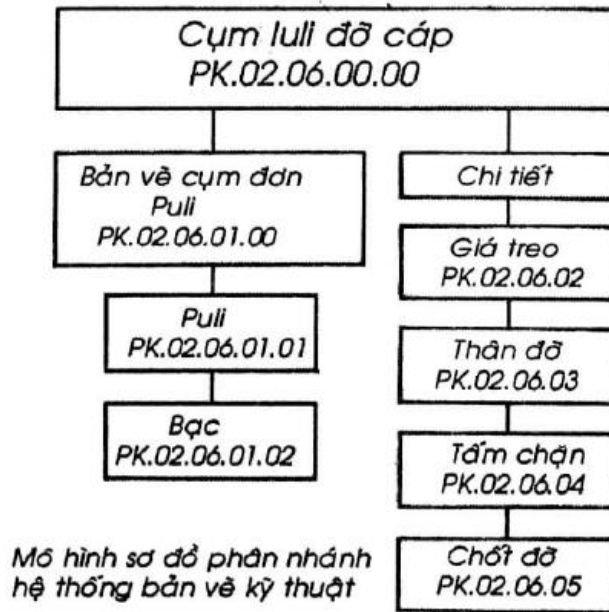 Cụm luli đỡ cáp
PK.02.06.00.00
Bản vẽ cụm đơn
Puli
PK.02.06.01.00
Puli
PK.02.06.01.01
Bạc
PK.02.06.01.02
Chi tiết
Giá treo
PK.02.06.02
Thân đỡ
PK.02.06.03
Tấm chặn
PK.02.06.04
Chốt đỡ
PK.02.06.05
Mô hình sơ đồ phân nhánh
hệ thống bản vẽ kỹ thuật